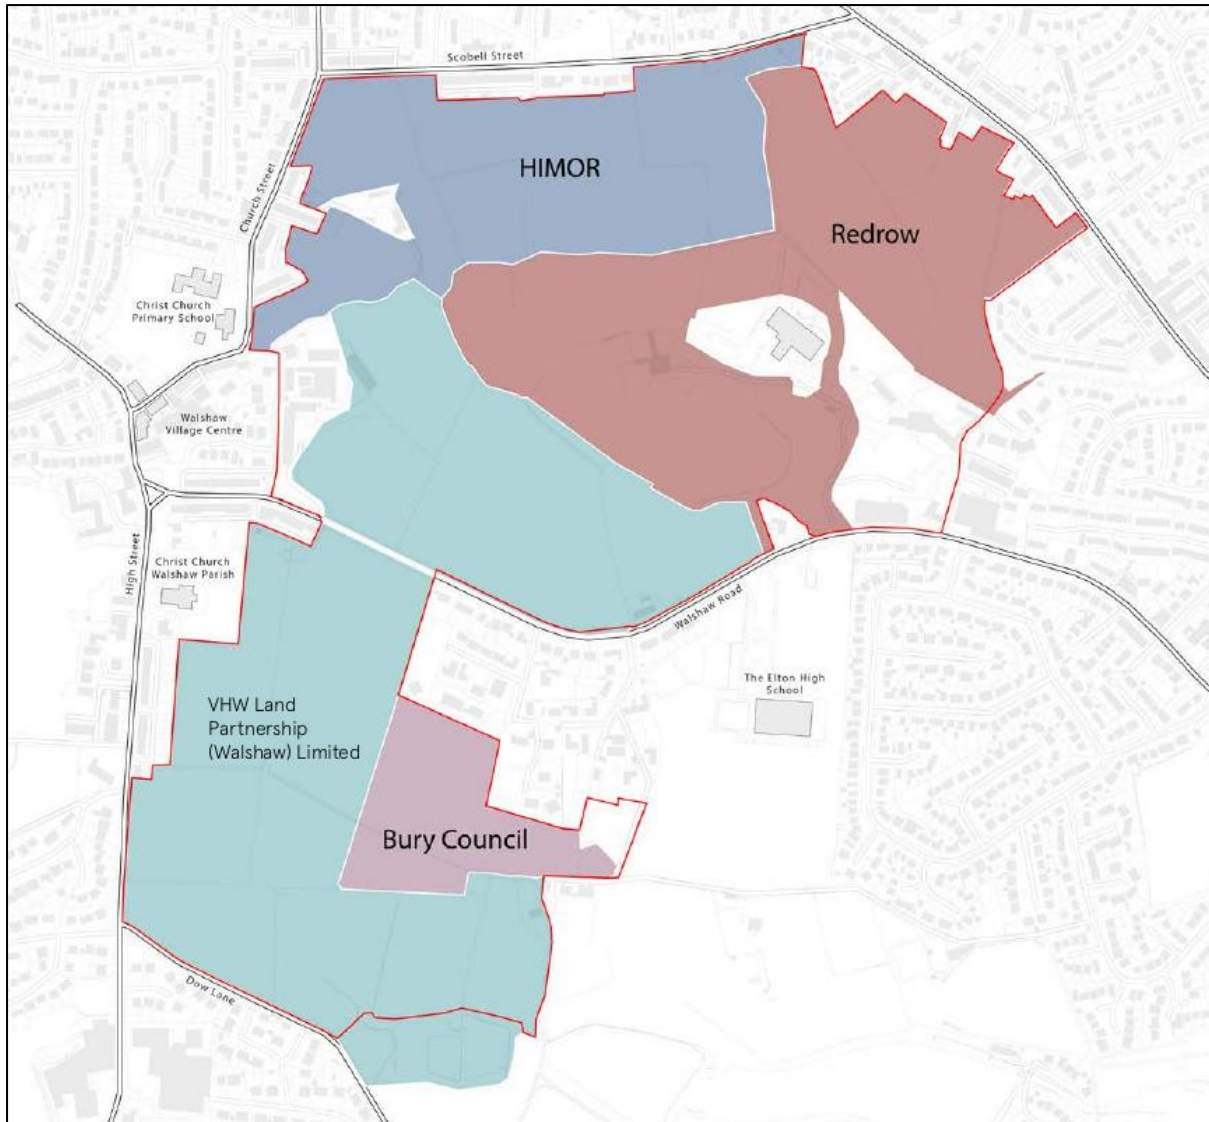 Scobell Street
HIMOR
Church Street
Redrow
Christ Church
Primary School
Walshaw
Village Centre
High Street
Christ Church
Walshaw Parish
Walshaw Road
The Elton High
School
VHW Land
Partnership
(Walshaw) Limited
Bury Council
Dow Lane